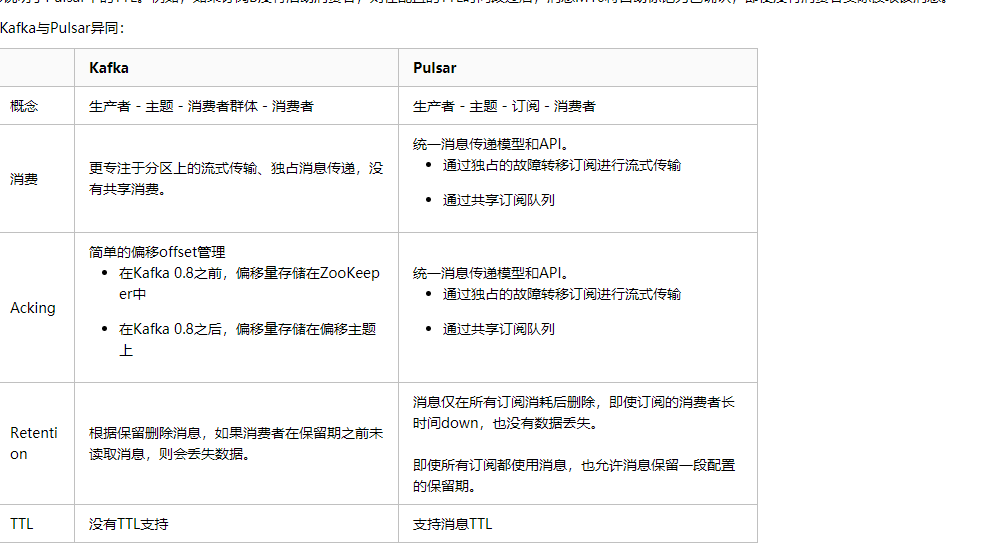 Kafka与Pulsar异同：
Kafka
Pulsar
概念
生产者 - 主题 - 消费者群体 - 消费者
生产者 - 主题 - 订阅 - 消费者
消费
更专注于分区上的流式传输、独占消息传递，没
有共享消费。
统一消息传递模型和API。
• 通过独占的故障转移订阅进行流式传输
• 通过共享订阅队列
Acking
简单的偏移offset管理
• 在Kafka 0.8之前，偏移量存储在ZooKeep
er中
• 在Kafka 0.8之后，偏移量存储在偏移主题
上
统一消息传递模型和API。
• 通过独占的故障转移订阅进行流式传输
• 通过共享订阅队列
Retenti
on
根据保留删除消息，如果消费者在保留期之前未
读取消息，则会丢失数据。
消息仅在所有订阅消耗后删除，即使订阅的消费者长
时间down，也没有数据丢失。
即使所有订阅都使用消息，也允许消息保留一段配置
的保留期。
TTL
没有TTL支持
支持消息TTL